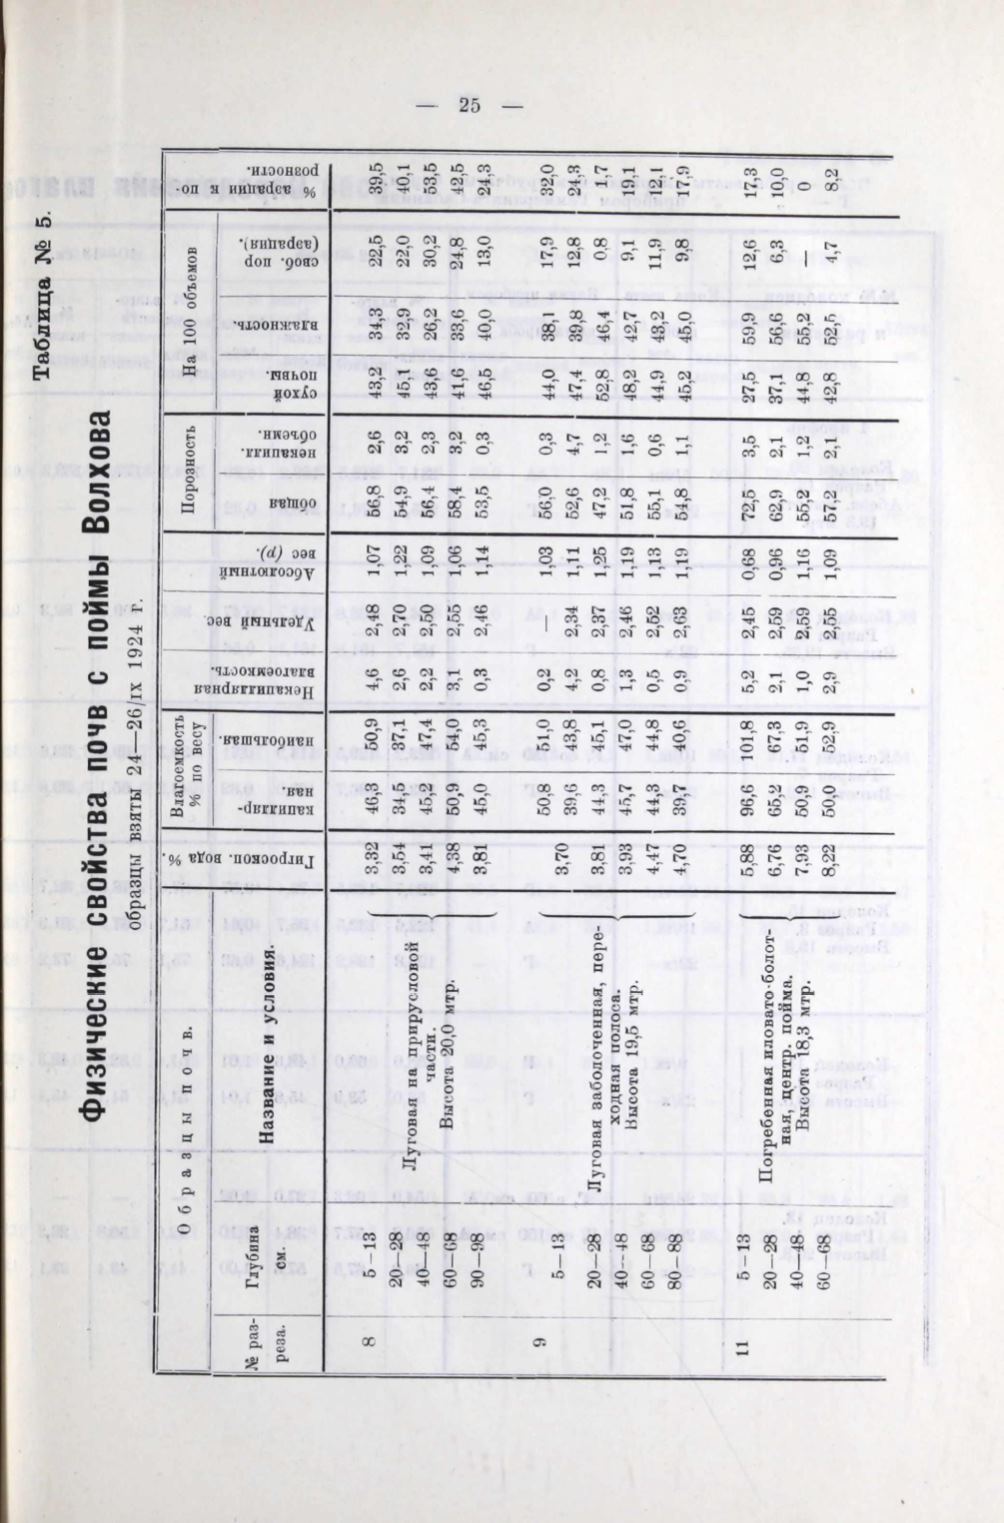 — 25 —
Таблица № 5.
Физические свойства почв с поймы Волхова
образцы взяты 24—26/IX 1924 г.
Образцы почв.
№ раз-
реза.
Глубина
см.
Название и условия.
Гигроскоп. вода %.
Влагоемкость
% по весу
капилляр-
ная.
наибольшая.
Некапиллярная
влагоемкость.
Удельный вес.
Абсолютный
вес (p).
Порозность
общая
некапилл.
объемн.
На 100 объемов
сухой
почвы.
влажность.
своб. пор
(аэрация).
% аэрации к по-
розности.
8 5—13 3,32 46,3 50,9 4,6 2,48 1,07 56,8 2,6 43,2 34,3 22,5 39,5
20—28 Луговая на прирусловой 3,54 34,5 37,1 2,6 2,70 1,22 54,9 3,2 45,1 32,9 22,0 40,1
40—48 части. 3,41 45,2 47,4 2,2 2,50 1,09 56,4 2,3 43,6 26,2 30,2 53,5
60—68 Высота 20,0 мтр. 4,38 50,9 54,0 3,1 2,55 1,06 58,4 3,2 41,6 33,6 24,8 42,5
90—98 3,81 45,0 45,3 0,3 2,46 1,14 53,5 0,3 46,5 40,0 13,0 24,3
9 5—13 3,70 50,8 51,0 0,2 — 1,03 56,0 0,3 44,0 38,1 17,9 32,0
39,6 43,8 4,2 2,34 1,11 52,6 4,7 47,4 39,8 12,8 24,3
20—28 Луговая заболоченная, пере- 3,81 44,3 45,1 0,8 2,37 1,25 47,2 1,2 52,8 46,4 0,8 1,7
40—48 ходная полоса. 3,93 45,7 47,0 1,3 2,46 1,19 51,8 1,6 48,2 42,7 9,1 19,1
60—68 Высота 19,5 мтр. 4,47 44,3 44,8 0,5 2,52 1,13 55,1 0,6 44,9 43,2 11,9 12,1
80—88 4,70 39,7 40,6 0,9 2,63 1,19 54,8 1,1 45,2 45,0 9,8 17,9
11 5—13 5,88 96,6 101,8 5,2 2,45 0,98 72,5 3,5 27,5 59,9 12,6 17,3
20—28 Погребенная иловато-болот- 6,76 65,2 67,3 2,1 2,59 0,96 62,9 2,1 37,1 56,6 6,3 10,0
40—48 ная, центр. пойма. 7,93 50,9 51,9 1,0 2,59 1,16 55,2 1,2 44,8 55,2 — 0
60—68 Высота 18,3 мтр. 8,22 50,0 52,9 2,9 2,55 1,09 57,2 2,1 42,8 52,5 4,7 8,2